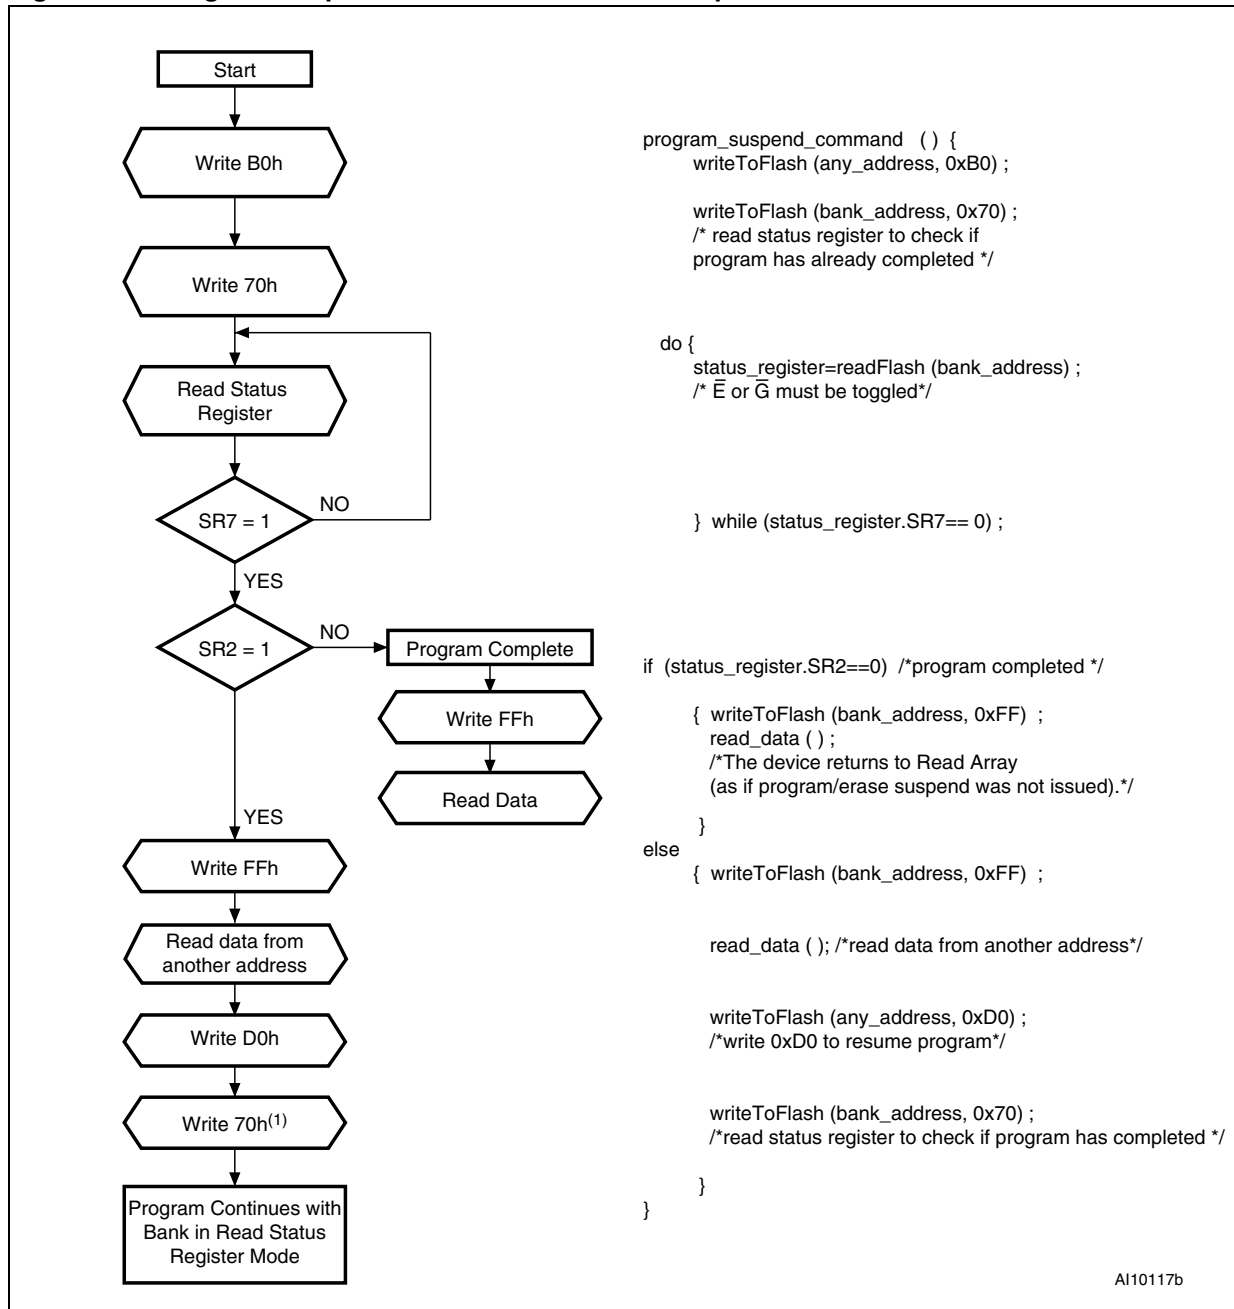 Start
Write B0h
Write 70h
Read Status
Register
SR7 = 1
NO
YES
SR2 = 1
NO
Program Complete
Write FFh
Read Data
YES
Write FFh
Read data from
another address
Write D0h
Write 70h(1)
Program Continues with
Bank in Read Status
Register Mode
program_suspend_command ( ) {
writeToFlash (any_address, 0xB0) ;
writeToFlash (bank_address, 0x70) ;
/* read status register to check if
program has already completed */
do {
status_register=readFlash (bank_address) ;
/* E̅ or G̅ must be toggled*/
} while (status_register.SR7== 0) ;
if (status_register.SR2==0) /*program completed */
{ writeToFlash (bank_address, 0xFF) ;
read_data ( ) ;
/*The device returns to Read Array
(as if program/erase suspend was not issued).*/
}
else
{ writeToFlash (bank_address, 0xFF) ;
read_data ( ); /*read data from another address*/
writeToFlash (any_address, 0xD0) ;
/*write 0xD0 to resume program*/
writeToFlash (bank_address, 0x70) ;
/*read status register to check if program has completed */
}
}
AI10117b